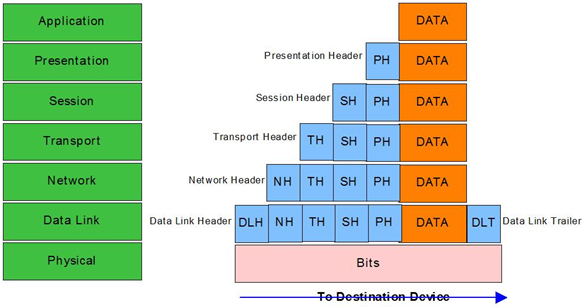 Application DATA
Presentation Presentation Header PH DATA
Session Session Header SH PH DATA
Transport Transport Header TH SH PH DATA
Network Network Header NH TH SH PH DATA
Data Link Data Link Header DLH NH TH SH PH DATA DLT Data Link Trailer
Physical Bits
To Destination Device